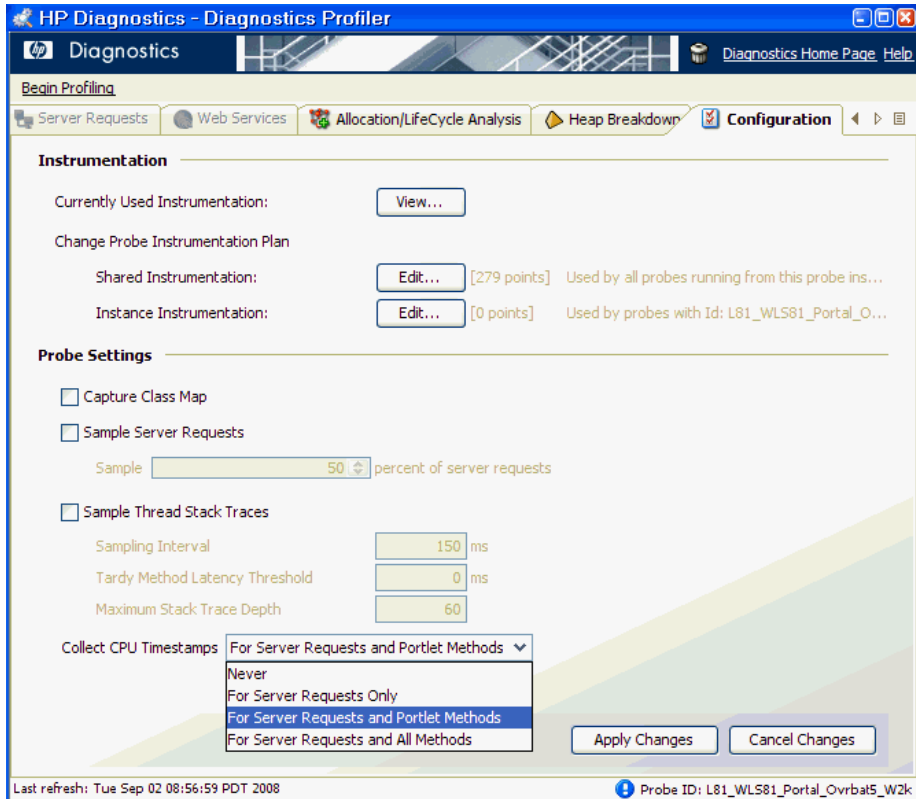 HP Diagnostics - Diagnostics Profiler
hp Diagnostics Diagnostics Home Page Help
Begin Profiling
Server Requests Web Services Allocation/LifeCycle Analysis Heap Breakdown Configuration
Instrumentation
Currently Used Instrumentation: View...
Change Probe Instrumentation Plan
Shared Instrumentation: Edit... [279 points] Used by all probes running from this probe ins...
Instance Instrumentation: Edit... [0 points] Used by probes with Id: L81_WLS81_Portal_O...
Probe Settings
Capture Class Map
Sample Server Requests
Sample 50 percent of server requests
Sample Thread Stack Traces
Sampling Interval 150 ms
Tardy Method Latency Threshold 0 ms
Maximum Stack Trace Depth 60
Collect CPU Timestamps For Server Requests and Portlet Methods
Never
For Server Requests Only
For Server Requests and Portlet Methods
For Server Requests and All Methods
Apply Changes Cancel Changes
Last refresh: Tue Sep 02 08:56:59 PDT 2008 Probe ID: L81_WLS81_Portal_Ovrbat5_W2k